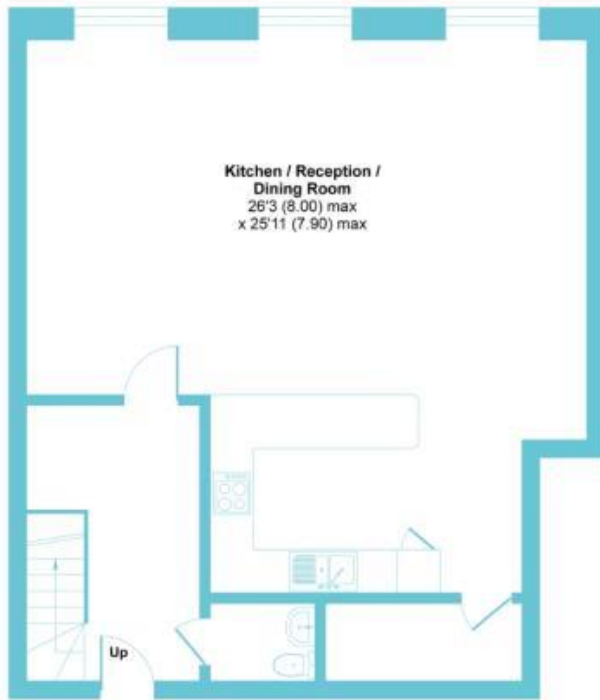 Kitchen / Reception /
Dining Room
26'3 (8.00) max
x 25'11 (7.90) max
Up